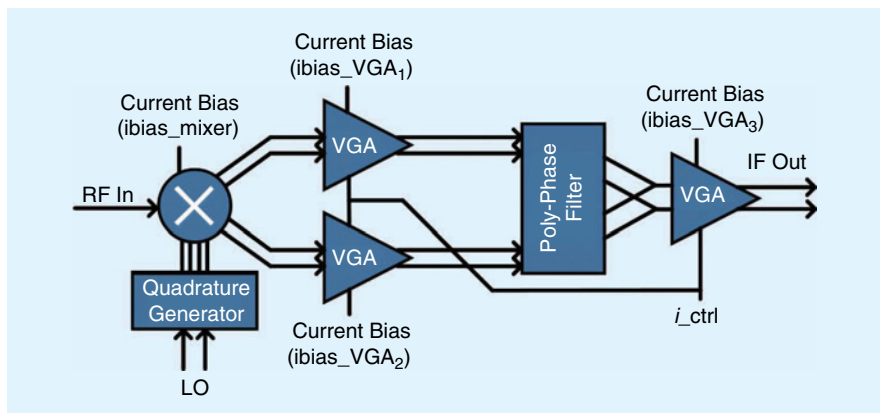 Current Bias
(ibias_VGA₁)
Current Bias
(ibias_mixer)
Current Bias
(ibias_VGA₃)
VGA
RF In
IF Out
VGA
Poly-Phase
Filter
VGA
Quadrature
Generator
Current Bias
(ibias_VGA₂)
i_ctrl
LO